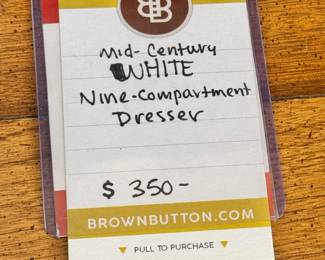 Mid-Century
WHITE
Nine-Compartment
Dresser
$ 350-
BROWNBUTTON.COM
▼ PULL TO PURCHASE ▼